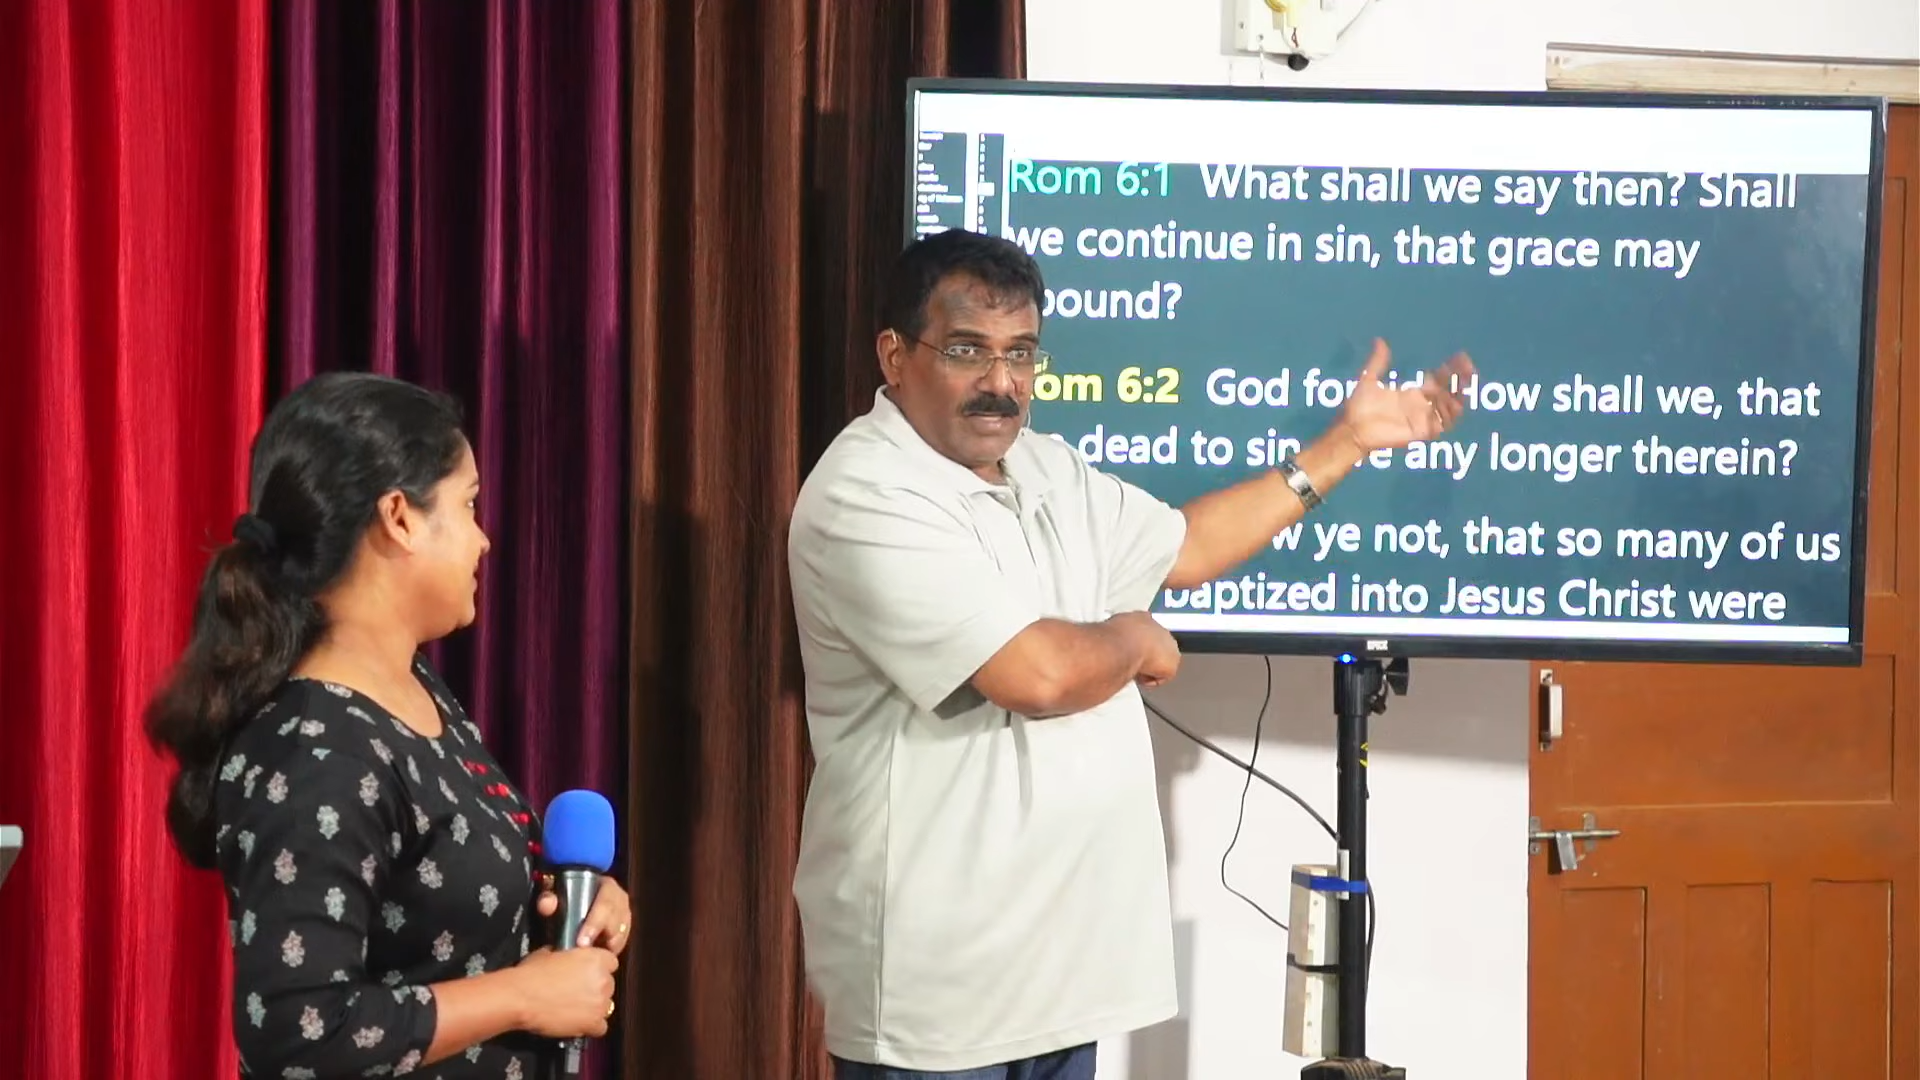 Rom 6:1 What shall we say then? Shall
we continue in sin, that grace may
bound?
om 6:2 God forbid. How shall we, that
dead to sin, any longer therein?
w ye not, that so many of us
baptized into Jesus Christ were